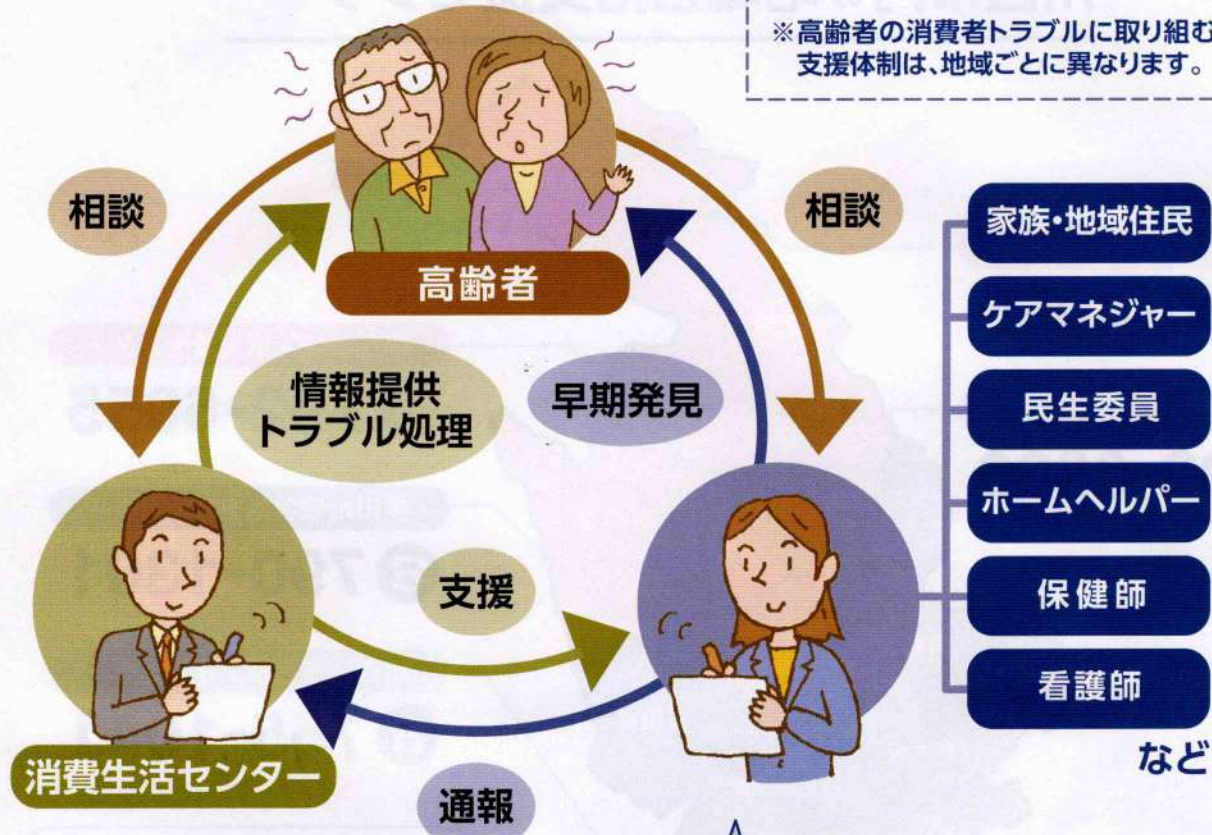 ※高齢者の消費者トラブルに取り組む
支援体制は、地域ごとに異なります。
相談
相談
高齢者
情報提供
トラブル処理
早期発見
支援
消費生活センター
通報
家族・地域住民
ケアマネジャー
民生委員
ホームヘルパー
保健師
看護師
など